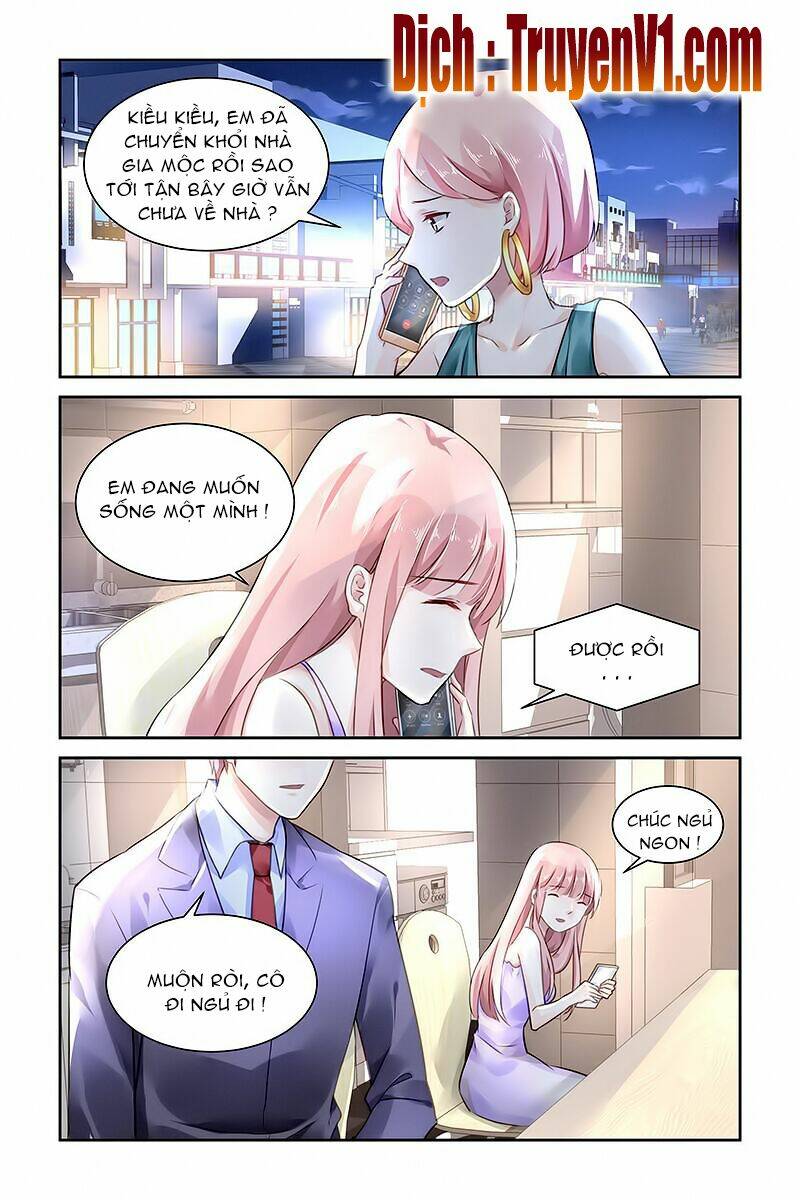 Dịch : TruyenV1.com
KIỀU KIỀU, EM ĐÃ
CHUYỂN KHỎI NHÀ
GIA MỘC RỒI SAO
TỚI TẬN BÂY GIỜ VẪN
CHƯA VỀ NHÀ ?
EM ĐANG MUỐN
SỐNG MỘT MÌNH !
ĐƯỢC RỒI
. . .
CHÚC NGỦ
NGON !
MUỘN RÒI, CÔ
ĐI NGỦ ĐI !